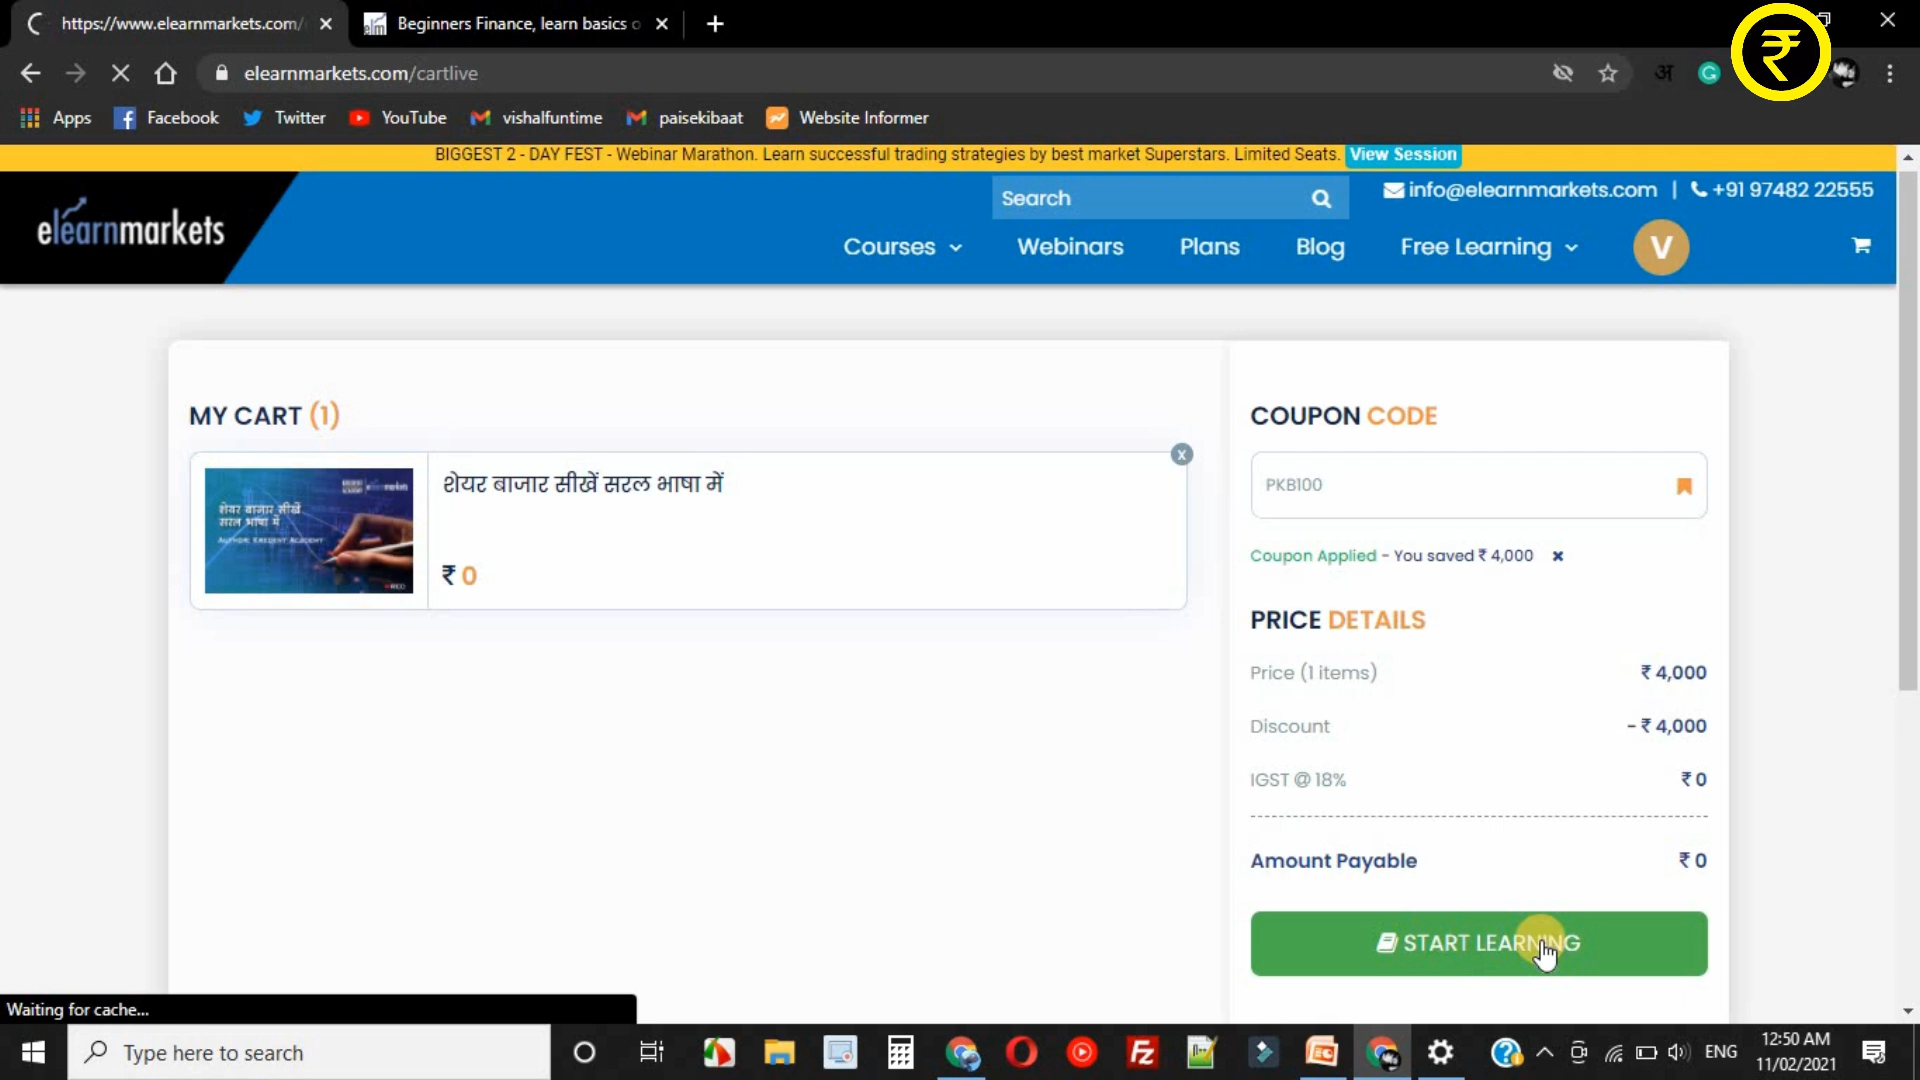 https://www.elearnmarkets.com/
Beginners Finance, learn basics o
elearnmarkets.com/cartlive
Apps
Facebook
Twitter
YouTube
vishalfuntime
paisekibaat
Website Informer
BIGGEST 2 - DAY FEST - Webinar Marathon. Learn successful trading strategies by best market Superstars. Limited Seats. View Session
elearnmarkets
Search
info@elearnmarkets.com | +91 97482 22555
Courses
Webinars
Plans
Blog
Free Learning
V
MY CART (1)
शेयर बाजार सीखें
सरल भाषा में
AUTHOR: KREDENT ACADEMY
शेयर बाजार सीखें सरल भाषा में
₹ 0
x
COUPON CODE
PKB100
Coupon Applied - You saved ₹ 4,000 ×
PRICE DETAILS
Price (1 items) ₹ 4,000
Discount - ₹ 4,000
IGST @ 18% ₹ 0
Amount Payable ₹ 0
START LEARNING
Waiting for cache...
Type here to search
ENG
12:50 AM
11/02/2021